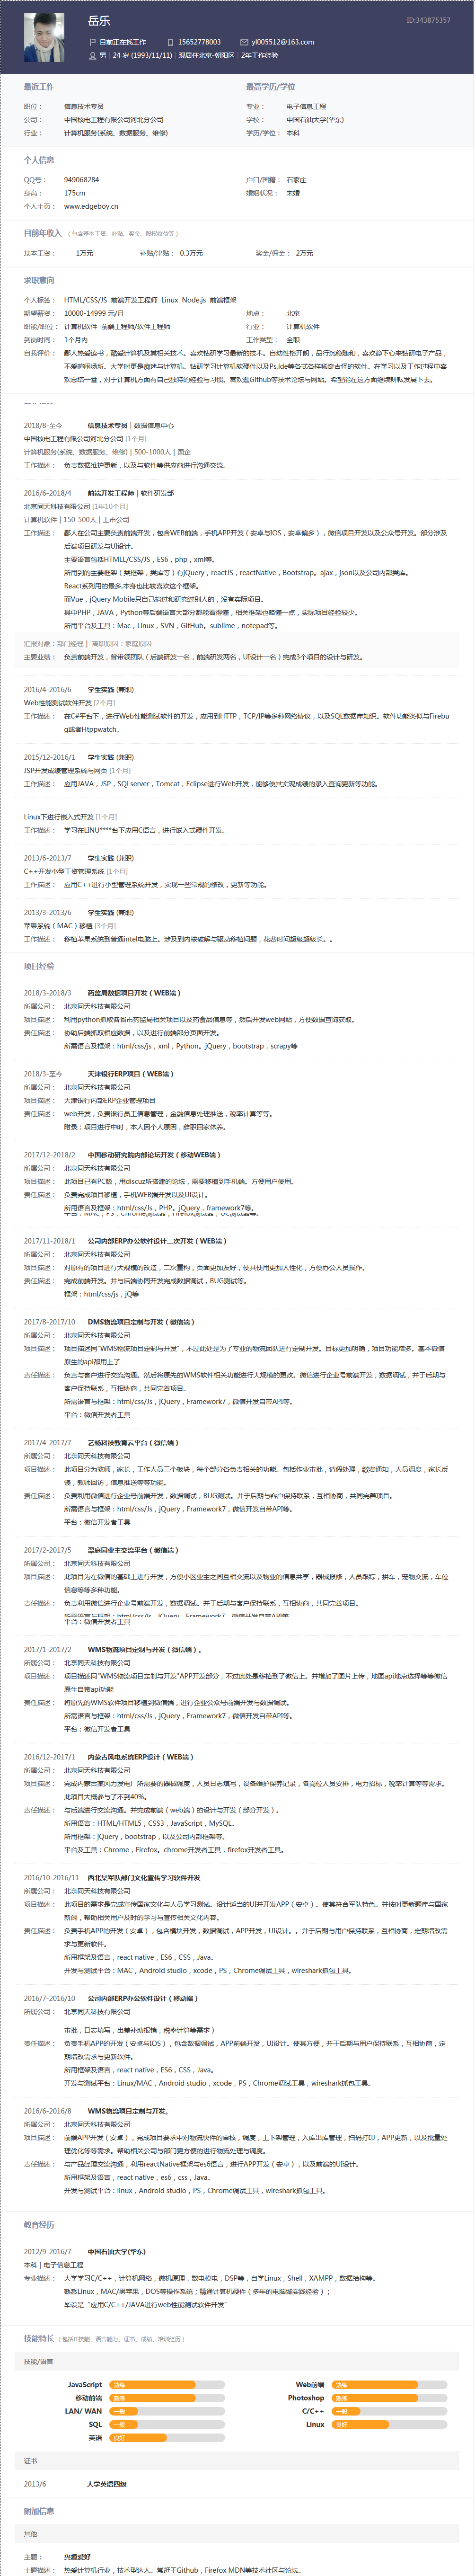 岳乐
ID:343875357
目前正在找工作 15652778003 yl005512@163.com
男 | 24 岁 (1993/11/11) | 现居住北京-朝阳区 | 2年工作经验
最近工作 最高学历/学位
职位： 信息技术专员 专业： 电子信息工程
公司： 中国核电工程有限公司河北分公司 学校： 中国石油大学(华东)
行业： 计算机服务(系统、数据服务、维修) 学历/学位： 本科
个人信息
QQ号： 949068284 户口/国籍： 石家庄
身高： 175cm 婚姻状况： 未婚
个人主页： www.edgeboy.cn
目前年收入 （包含基本工资、补贴、奖金、股权收益等）
基本工资： 1万元 补贴/津贴： 0.3万元 奖金/佣金： 2万元
求职意向
个人标签： HTML/CSS/JS 前端开发工程师 Linux Node.js 前端框架
期望薪资： 10000-14999 元/月 地点： 北京
职能/职位： 计算机软件 前端工程师/软件工程师 行业： 计算机软件
到岗时间： 1个月内 工作类型： 全职
自我评价： 鄙人热爱读书，酷爱计算机及其相关技术。喜欢钻研学习最新的技术。自动性格开朗，品行沉稳随和，喜欢静下心来钻研电子产品，
不爱嘈闹场所。大学时更是痴迷与计算机。钻研学习计算机软硬件以及Ps,ide等各式各样稀奇古怪的软件。在学习以及工作过程中喜
欢总结一番，对于计算机方面有自己独特的经验与习惯。喜欢逛Github等技术论坛与网站。希望能在这方面继续耕耘发展下去。
2018/8-至今 信息技术专员 | 数据信息中心
中国核电工程有限公司河北分公司 [1个月]
计算机服务(系统、数据服务、维修) | 500-1000人 | 国企
工作描述： 负责数据维护更新，以及与软件等供应商进行沟通交流。
2016/6-2018/4 前端开发工程师 | 软件研发部
北京同天科技有限公司 [1年10个月]
计算机软件 | 150-500人 | 上市公司
工作描述： 鄙人在公司主要负责前端开发，包含WEB前端，手机APP开发（安卓与IOS，安卓偏多），微信项目开发以及公众号开发。部分涉及
后端项目研发与UI设计。
主要语言包括HTMLL/CSS/JS，ES6，php，xml等。
所用到的主要框架（类框架，类库等）有jQuery，reactJS，reactNative，Bootstrap。ajax，json以及公司内部类库。
React系列用的最多,本身也比较喜欢这个框架。
而Vue，jQuery Mobile只自己搞过和研究过别人的，没有实际项目。
其中PHP，JAVA，Python等后端语言大部分都能看得懂，相关框架也略懂一点，实际项目经验较少。
所用平台及工具：Mac，Linux，SVN，GitHub。sublime，notepad等。
汇报对象：部门经理 | 离职原因：家庭原因
主要业绩： 负责前端开发，曾带领团队（后端研发一名，前端研发两名，UI设计一名）完成3个项目的设计与研发。
2016/4-2016/6 学生实践 (兼职)
Web性能测试软件开发 [2个月]
工作描述： 在C#平台下，进行Web性能测试软件的开发，应用到HTTP，TCP/IP等多种网络协议，以及SQL数据库知识。软件功能类似与Firebu
g或者Htppwatch。
2015/12-2016/1 学生实践 (兼职)
JSP开发成绩管理系统与网页 [1个月]
工作描述： 应用JAVA，JSP，SQLserver，Tomcat，Eclipse进行Web开发，能够使其实现成绩的录入查询更新等功能。
Linux下进行嵌入式开发 [1个月]
工作描述： 学习在LINU****台下应用C语言，进行嵌入式硬件开发。
2013/6-2013/7 学生实践 (兼职)
C++开发小型工资管理系统 [1个月]
工作描述： 应用C++进行小型管理系统开发，实现一些常规的修改，更新等功能。
2013/3-2013/6 学生实践 (兼职)
苹果系统（MAC）移植 [3个月]
工作描述： 移植苹果系统到普通intel电脑上。涉及到内核破解与驱动移植问题，花费时间超级超级长。。
项目经验
2018/3-2018/3 药监局数据项目开发（WEB端）
所属公司： 北京同天科技有限公司
项目描述： 利用python抓取各省市药监局相关项目以及药食品信息等，然后开发web网站，方便数据查询获取。
责任描述： 协助后端抓取相应数据，以及进行前端部分页面开发。
所需语言及框架：html/css/js，xml，Python。jQuery，bootstrap，scrapy等
2018/3-至今 天津银行ERP项目（WEB端）
所属公司： 北京同天科技有限公司
项目描述： 天津银行内部ERP企业管理项目
责任描述： web开发，负责银行员工信息管理，金融信息处理推送，税率计算等等。
附录：项目进行中时，本人因个人原因，辞职回家休养。
2017/12-2018/2 中国移动研究院内部论坛开发（移动WEB端）
所属公司： 北京同天科技有限公司
项目描述： 此项目已有PC版，用discuz所搭建的论坛，需要移植到手机端。方便用户使用。
责任描述： 负责完成项目移植，手机WEB端开发以及UI设计。
所用语言及框架：html/css/Js，PHP。jQuery，framework7等。
平台：MAC，PS，Chrome浏览器，Firefox浏览器，UC浏览器等。
2017/11-2018/1 公司内部ERP办公软件设计二次开发（WEB端）
所属公司： 北京同天科技有限公司
项目描述： 对原有的项目进行大规模的改造，二次重构，页面更加友好，使其使用更加人性化，方便办公人员操作。
责任描述： 完成前端开发。并与后端协同开发完成数据调试，BUG测试等。
框架：html/css/js，jQ等
2017/8-2017/10 DMS物流项目定制与开发（微信端）
所属公司： 北京同天科技有限公司
项目描述： 项目描述同"WMS物流项目定制与开发"，不过此处是为了专业的物流团队进行定制开发。目标更加明确，项目功能增多。基本微信
原生的api都用上了
责任描述： 负责与客户进行交流沟通。然后将原先的WMS软件相关功能进行大规模的更改。微信进行企业号前端开发，数据调试，并于后期与
客户保持联系，互相协商，共同完善项目。
所需语言与框架：html/css/Js，jQuery，Framework7，微信开发自带API等。
平台：微信开发者工具
2017/4-2017/7 艺畅科技教育云平台（微信端）
所属公司： 北京同天科技有限公司
项目描述： 此项目分为教师，家长，工作人员三个板块，每个部分各负责相关的功能。包括作业审批，请假处理，缴费通知，人员调度，家长反
馈，教师回访，信息推送等等功能。
责任描述： 负责利用微信进行企业号前端开发，数据调试，BUG测试。并于后期与客户保持联系，互相协商，共同完善项目。
所需语言与框架：html/css/Js，jQuery，Framework7，微信开发自带API等。
平台：微信开发者工具
2017/2-2017/5 翠庭园业主交流平台（微信端）
所属公司： 北京同天科技有限公司
项目描述： 此项目为在微信的基础上进行开发，方便小区业主之间互相交流以及物业的信息共享，器械报修，人员跟踪，拼车，宠物交流，车位
信息等等多种功能。
责任描述： 负责利用微信进行企业号前端开发，数据调试。并于后期与客户保持联系，互相协商，共同完善项目。
所需语言与框架：html/css/Js，jQuery，Framework7，微信开发自带API等。
平台：微信开发者工具
2017/1-2017/2 WMS物流项目定制与开发（微信端）。
所属公司： 北京同天科技有限公司
项目描述： 项目描述同"WMS物流项目定制与开发"APP开发部分，不过此处是移植到了微信上。并增加了图片上传，地图api地点选择等等微信
原生自带api功能
责任描述： 将原先的WMS软件项目移植到微信端，进行企业公众号前端开发与数据调试。
所需语言与框架：html/css/Js，jQuery，Framework7，微信开发自带API等。
平台：微信开发者工具
2016/12-2017/1 内蒙古风电系统ERP设计（WEB端）
所属公司： 北京同天科技有限公司
项目描述： 完成内蒙古某风力发电厂所需要的器械调度，人员日志填写，设备维护保养记录，各岗位人员安排，电力招标，税率计算等等需求。
此项目大概参与了不到40%。
责任描述： 与后端进行交流沟通。并完成前端（web端）的设计与开发（部分开发）。
所用语言：HTML/HTML5，CSS3，JavaScript，MySQL。
所用框架：jQuery，bootstrap，以及公司内部框架等。
平台及工具：Chrome，Firefox。chrome开发者工具，firefox开发者工具。
2016/10-2016/11 西北某军队部门文化宣传学习软件开发
所属公司： 北京同天科技有限公司
项目描述： 此项目的需求是完成宣传国家文化与人员学习测试。设计适当的UI并开发APP（安卓）。使其符合军队特色。并按时更新题库与国家
新闻，帮助相关用户及时的学习与宣传相关文化内容。
责任描述： 负责手机APP的开发（安卓），包含模块开发，数据调试，APP开发，UI设计。。并于后期与用户保持联系，互相协商，定期增改需
求与更新软件。
所用框架及语言，react native，ES6，CSS，Java。
开发与测试平台：MAC，Android studio，xcode，PS，Chrome调试工具，wireshark抓包工具。
2016/7-2016/10 公司内部ERP办公软件设计（移动端）
所属公司： 北京同天科技有限公司
审批，日志填写，出差补助报销，税率计算等需求）
责任描述： 负责手机APP的开发（安卓与IOS），包含数据调试，APP前端开发，UI设计。使其方便，并于后期与用户保持联系，互相协商，定
期增改需求与更新软件。
所用框架及语言，react native，ES6，CSS，Java。
开发与测试平台：Linux/MAC，Android studio，xcode，PS，Chrome调试工具，wireshark抓包工具。
2016/6-2016/8 WMS物流项目定制与开发。
所属公司： 北京同天科技有限公司
项目描述： 前端APP开发（安卓），完成项目要求中对物流快件的审核，调度，上下架管理，入库出库管理，扫码打印，APP更新，以及批量处
理优化等等需求。帮助相关公司与部门更方便的进行物流处理与调度。
责任描述： 与产品经理交流沟通，利用reactNative框架与es6语言，进行APP开发（安卓），以及前端的UI设计。
所用框架及语言，react native，es6，css，Java。
开发与测试平台：linux，Android studio，PS，Chrome调试工具，wireshark抓包工具。
教育经历
2012/9-2016/7 中国石油大学(华东)
本科 | 电子信息工程
专业描述： 大学学习C/C++，计算机网络，微机原理，数电模电，DSP等，自学Linux，Shell，XAMPP，数据结构等。
熟悉Linux，MAC/黑苹果，DOS等操作系统；精通计算机硬件（多年的电脑城实践经验）；
毕设是“应用C/C++/JAVA进行web性能测试软件开发”
技能特长 （包括IT技能、语言能力、证书、成绩、培训经历）
技能/语言
JavaScript 熟练 Web前端 熟练
移动前端 熟练 Photoshop 熟练
LAN/ WAN 一般 C/C++ 一般
SQL 一般 Linux 良好
英语 良好
证书
2013/6 大学英语四级
附加信息
其他
主题： 兴趣爱好
主题描述： 热爱计算机行业，技术型达人。常逛于Github，Firefox MDN等技术社区与论坛。